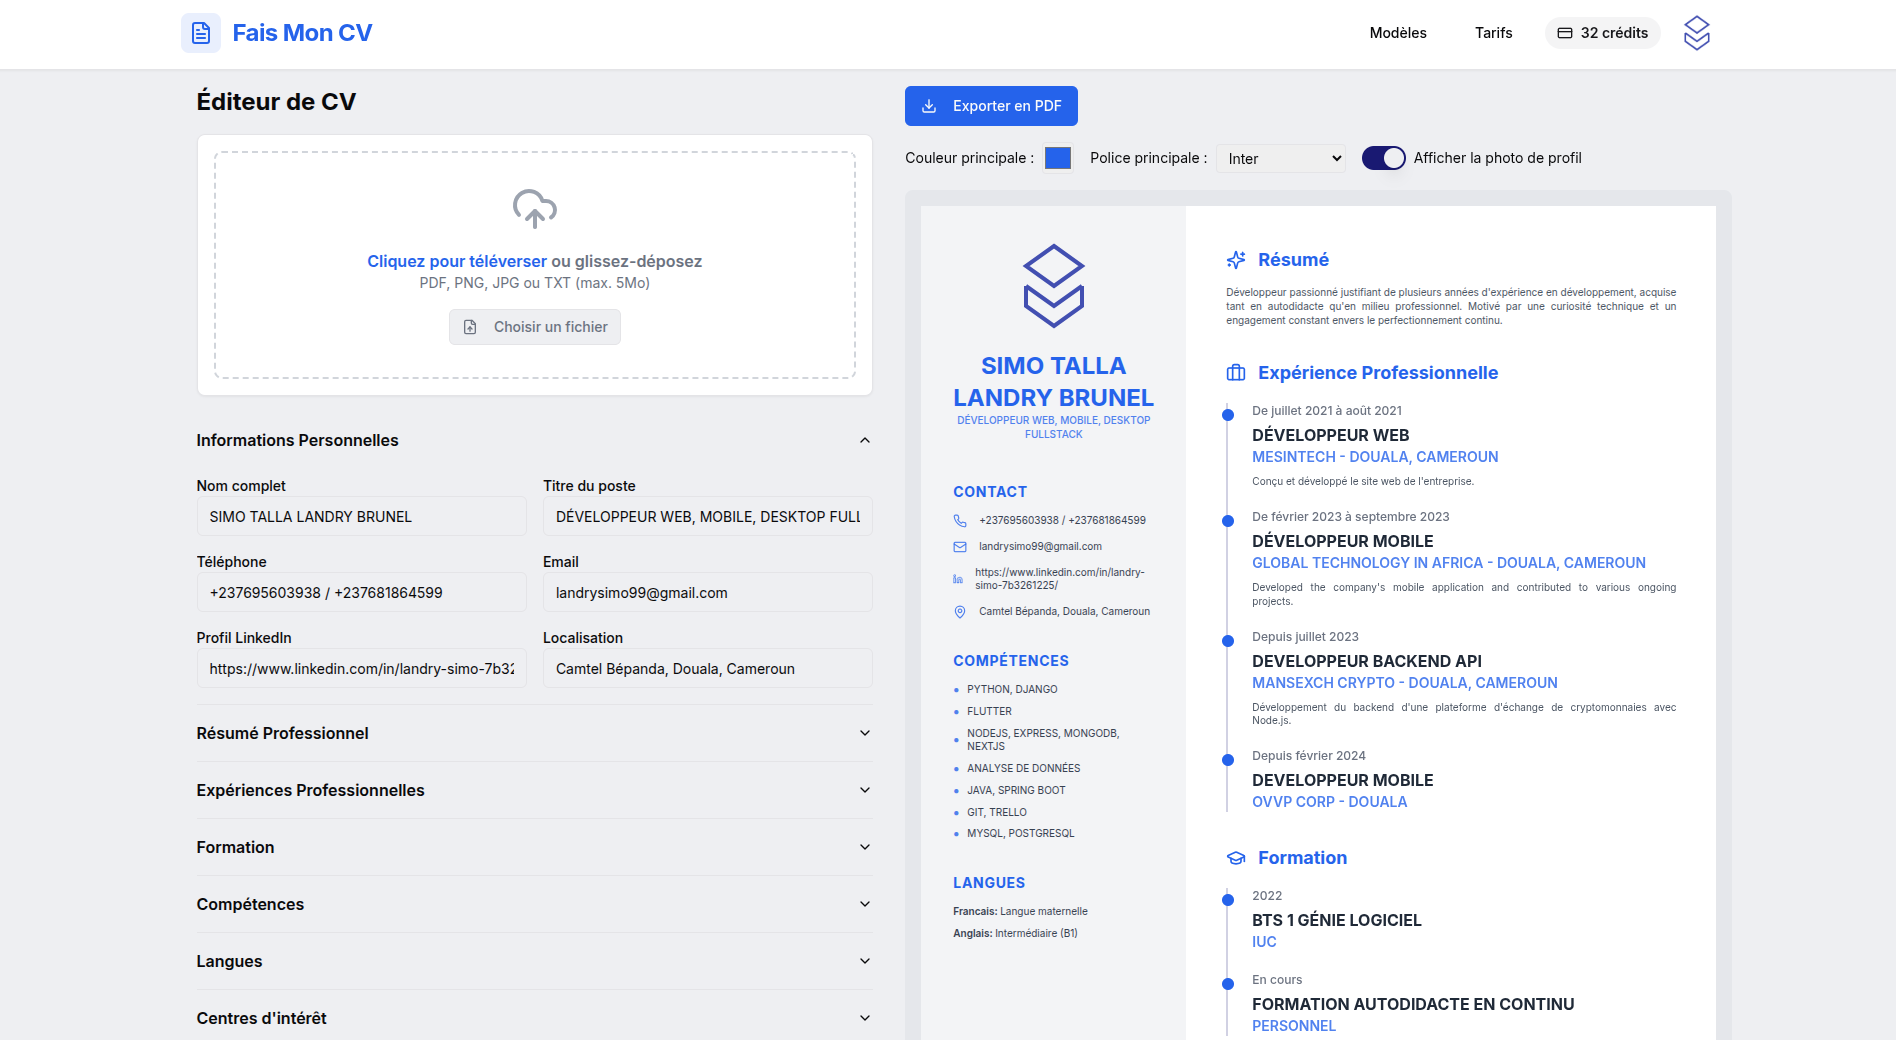 Fais Mon CV
Modèles
Tarifs
32 crédits
Éditeur de CV
Cliquez pour téléverser ou glissez-déposez
PDF, PNG, JPG ou TXT (max. 5Mo)
Choisir un fichier
Informations Personnelles
Nom complet
Titre du poste
SIMO TALLA LANDRY BRUNEL
DÉVELOPPEUR WEB, MOBILE, DESKTOP FULL
Téléphone
Email
+237695603938 / +237681864599
landrysimo99@gmail.com
Profil LinkedIn
Localisation
https://www.linkedin.com/in/landry-simo-7b32
Camtel Bépanda, Douala, Cameroun
Résumé Professionnel
Expériences Professionnelles
Formation
Compétences
Langues
Centres d'intérêt
Exporter en PDF
Couleur principale :
Police principale :
Inter
Afficher la photo de profil
SIMO TALLA
LANDRY BRUNEL
DÉVELOPPEUR WEB, MOBILE, DESKTOP
FULLSTACK
CONTACT
+237695603938 / +237681864599
landrysimo99@gmail.com
https://www.linkedin.com/in/landry-
simo-7b3261225/
Camtel Bépanda, Douala, Cameroun
COMPÉTENCES
PYTHON, DJANGO
FLUTTER
NODEJS, EXPRESS, MONGODB,
NEXTJS
ANALYSE DE DONNÉES
JAVA, SPRING BOOT
GIT, TRELLO
MYSQL, POSTGRESQL
LANGUES
Francais: Langue maternelle
Anglais: Intermédiaire (B1)
Résumé
Développeur passionné justifiant de plusieurs années d'expérience en développement, acquise
tant en autodidacte qu'en milieu professionnel. Motivé par une curiosité technique et un
engagement constant envers le perfectionnement continu.
Expérience Professionnelle
De juillet 2021 à août 2021
DÉVELOPPEUR WEB
MESINTECH - DOUALA, CAMEROUN
Conçu et développé le site web de l'entreprise.
De février 2023 à septembre 2023
DÉVELOPPEUR MOBILE
GLOBAL TECHNOLOGY IN AFRICA - DOUALA, CAMEROUN
Developed the company's mobile application and contributed to various ongoing
projects.
Depuis juillet 2023
DEVELOPPEUR BACKEND API
MANSEXCH CRYPTO - DOUALA, CAMEROUN
Développement du backend d'une plateforme d'échange de cryptomonnaies avec
Node.js.
Depuis février 2024
DEVELOPPEUR MOBILE
OVVP CORP - DOUALA
Formation
2022
BTS 1 GÉNIE LOGICIEL
IUC
En cours
FORMATION AUTODIDACTE EN CONTINU
PERSONNEL